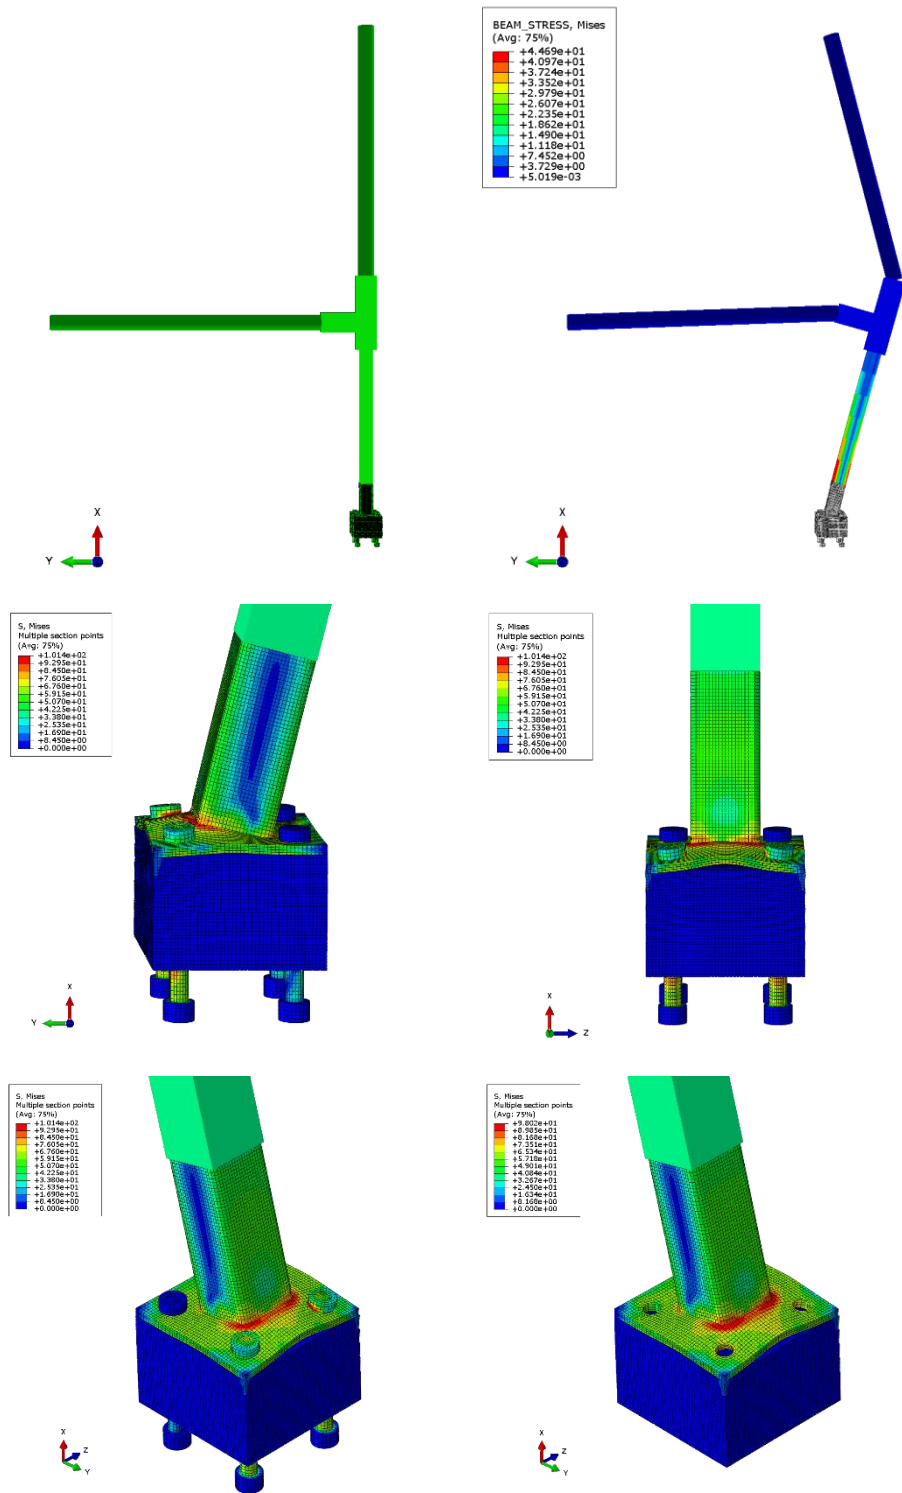 X
Y
BEAM_STRESS, Mises
(Avg: 75%)
+4.469e+01
+4.097e+01
+3.724e+01
+3.352e+01
+2.979e+01
+2.607e+01
+2.235e+01
+1.862e+01
+1.490e+01
+1.118e+01
+7.452e+00
+3.729e+00
+5.019e-03
X
Y
S, Mises
Multiple section points
(Avg: 75%)
+1.014e+02
+9.295e+01
+8.450e+01
+7.605e+01
+6.760e+01
+5.915e+01
+5.070e+01
+4.225e+01
+3.380e+01
+2.535e+01
+1.690e+01
+8.450e+00
+0.000e+00
X
Y
S, Mises
Multiple section points
(Avg: 75%)
+1.014e+02
+9.295e+01
+8.450e+01
+7.605e+01
+6.760e+01
+5.915e+01
+5.070e+01
+4.225e+01
+3.380e+01
+2.535e+01
+1.690e+01
+8.450e+00
+0.000e+00
X
Z
S, Mises
Multiple section points
(Avg: 75%)
+1.014e+02
+9.295e+01
+8.450e+01
+7.605e+01
+6.760e+01
+5.915e+01
+5.070e+01
+4.225e+01
+3.380e+01
+2.535e+01
+1.690e+01
+8.450e+00
+0.000e+00
X
Z
Y
S, Mises
Multiple section points
(Avg: 75%)
+9.802e+01
+8.985e+01
+8.168e+01
+7.351e+01
+6.534e+01
+5.718e+01
+4.901e+01
+4.084e+01
+3.267e+01
+2.450e+01
+1.634e+01
+8.168e+00
+0.000e+00
X
Z
Y